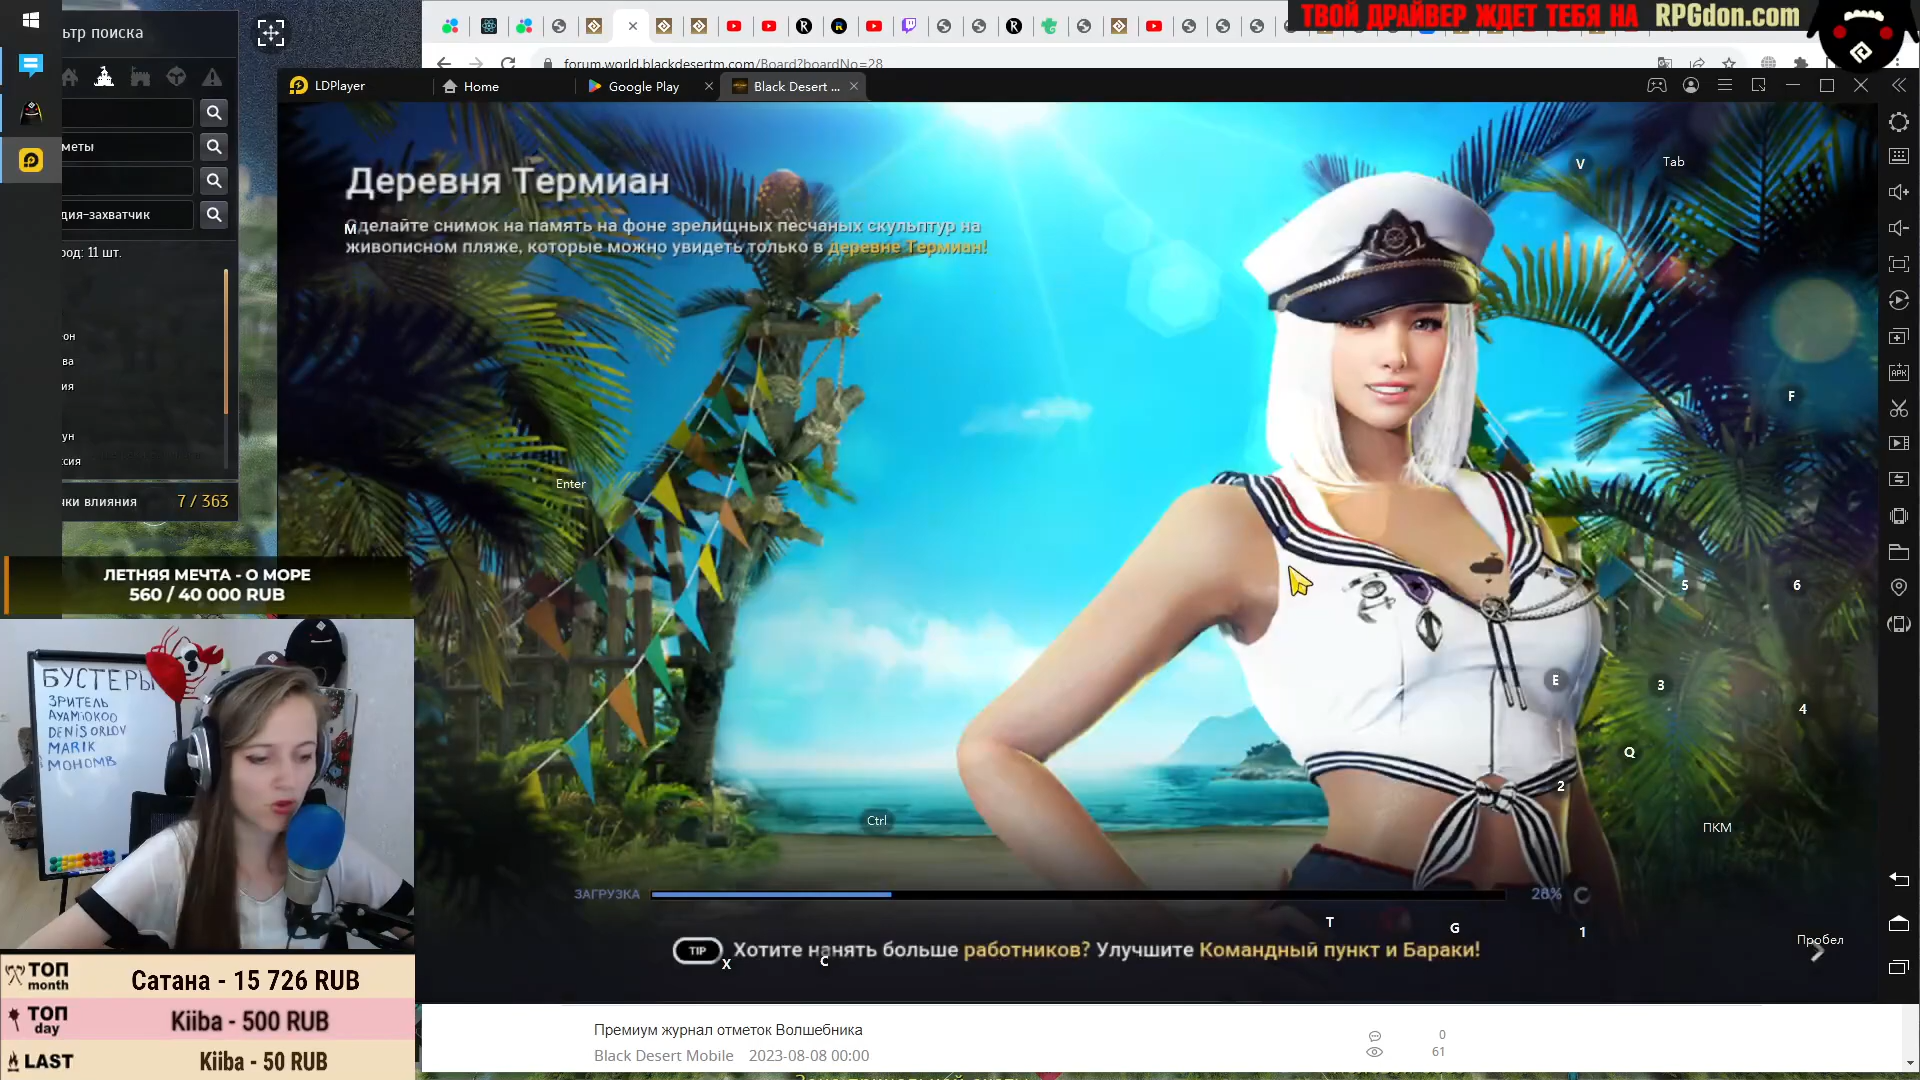 ТВОЙ ДРАЙВЕР ЖДЕТ ТЕБЯ НА RPGdon.com
ьтр поиска
forum.world.blackdesertm.com/Board?boardNo=28
LDPlayer
Home
Google Play
Black Desert ...
меты
дия-захватчик
род: 11 шт.
он
ва
ия
ун
сия
ки влияния 7 / 363
Деревня Термиан
Сделайте снимок на память на фоне зрелищных песчаных скульптур на
живописном пляже, которые можно увидеть только в деревне Термиан!
M
V
Tab
F
Enter
5
6
E
3
4
Q
2
Ctrl
ПКМ
ЛЕТНЯЯ МЕЧТА - О МОРЕ
560 / 40 000 RUB
БУСТЕРЫ
ЗРИТЕЛЬ
AYAMIOKOO
DENIS ORLOV
MARIK
МОНОМВ
ЗАГРУЗКА
28%
T
G
1
Пробел
TIP Хотите нанять больше работников? Улучшите Командный пункт и Бараки!
X
C
ТОП month Сатана - 15 726 RUB
ТОП day Kiiba - 500 RUB
LAST Kiiba - 50 RUB
Премиум журнал отметок Волшебника
0
Black Desert Mobile 2023-08-08 00:00
61